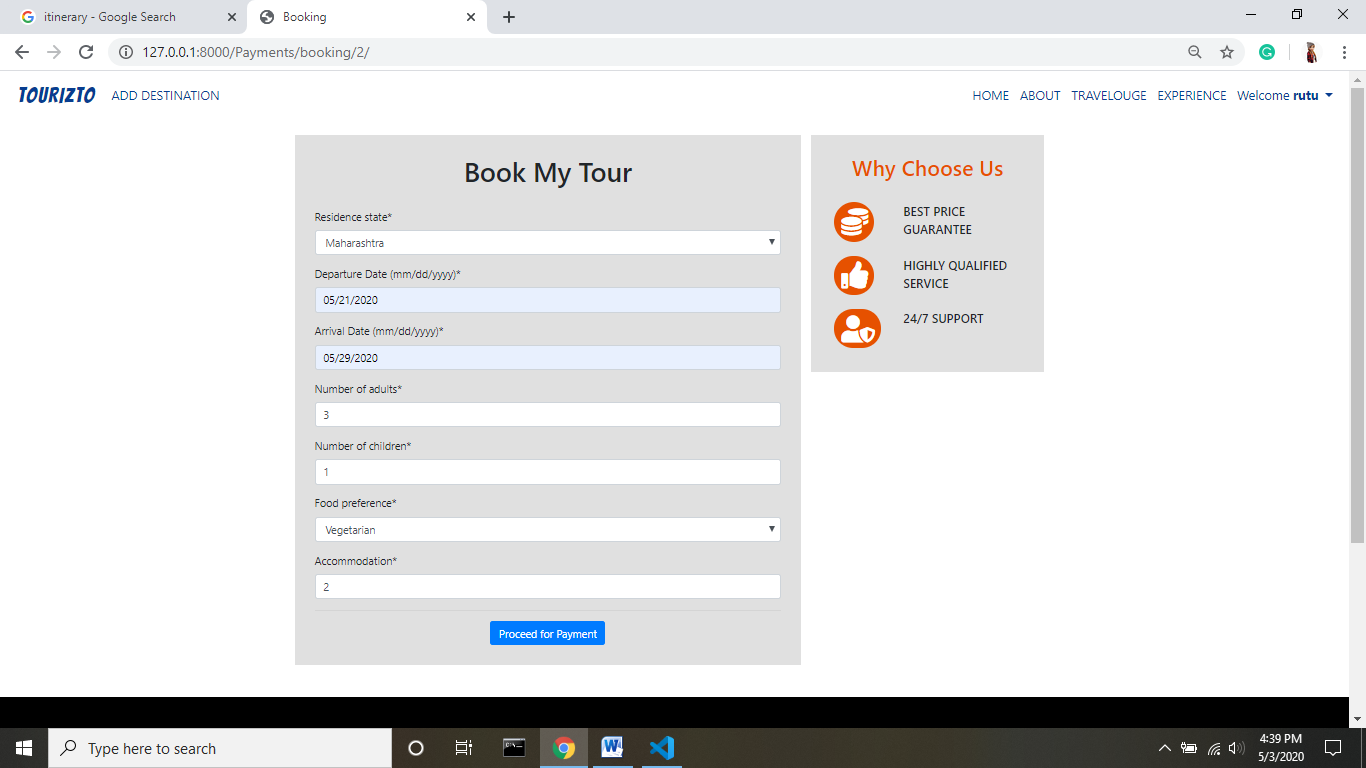 itinerary - Google Search
Booking
127.0.0.1:8000/Payments/booking/2/
TOURIZTO
ADD DESTINATION
HOME
ABOUT
TRAVELOUGE
EXPERIENCE
Welcome rutu
Book My Tour
Residence state*
Maharashtra
Departure Date (mm/dd/yyyy)*
05/21/2020
Arrival Date (mm/dd/yyyy)*
05/29/2020
Number of adults*
3
Number of children*
1
Food preference*
Vegetarian
Accommodation*
2
Proceed for Payment
Why Choose Us
BEST PRICE
GUARANTEE
HIGHLY QUALIFIED
SERVICE
24/7 SUPPORT
Type here to search
4:39 PM
5/3/2020